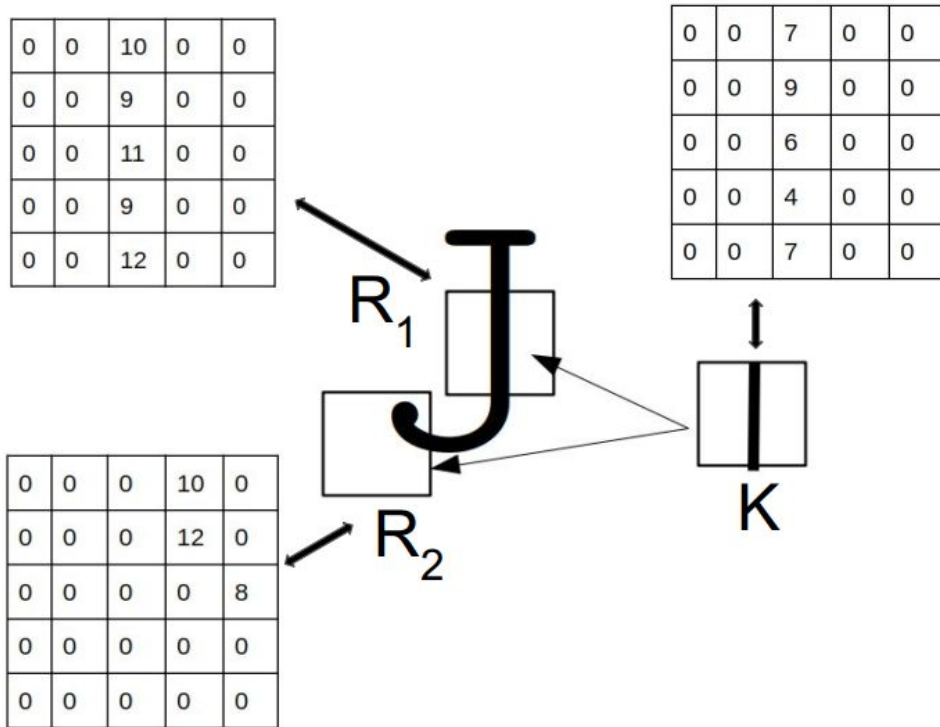 0 0 10 0 0
0 0 9 0 0
0 0 11 0 0
0 0 9 0 0
0 0 12 0 0
0 0 7 0 0
0 0 9 0 0
0 0 6 0 0
0 0 4 0 0
0 0 7 0 0
J
R₁
R₂
K
0 0 0 10 0
0 0 0 12 0
0 0 0 0 8
0 0 0 0 0
0 0 0 0 0